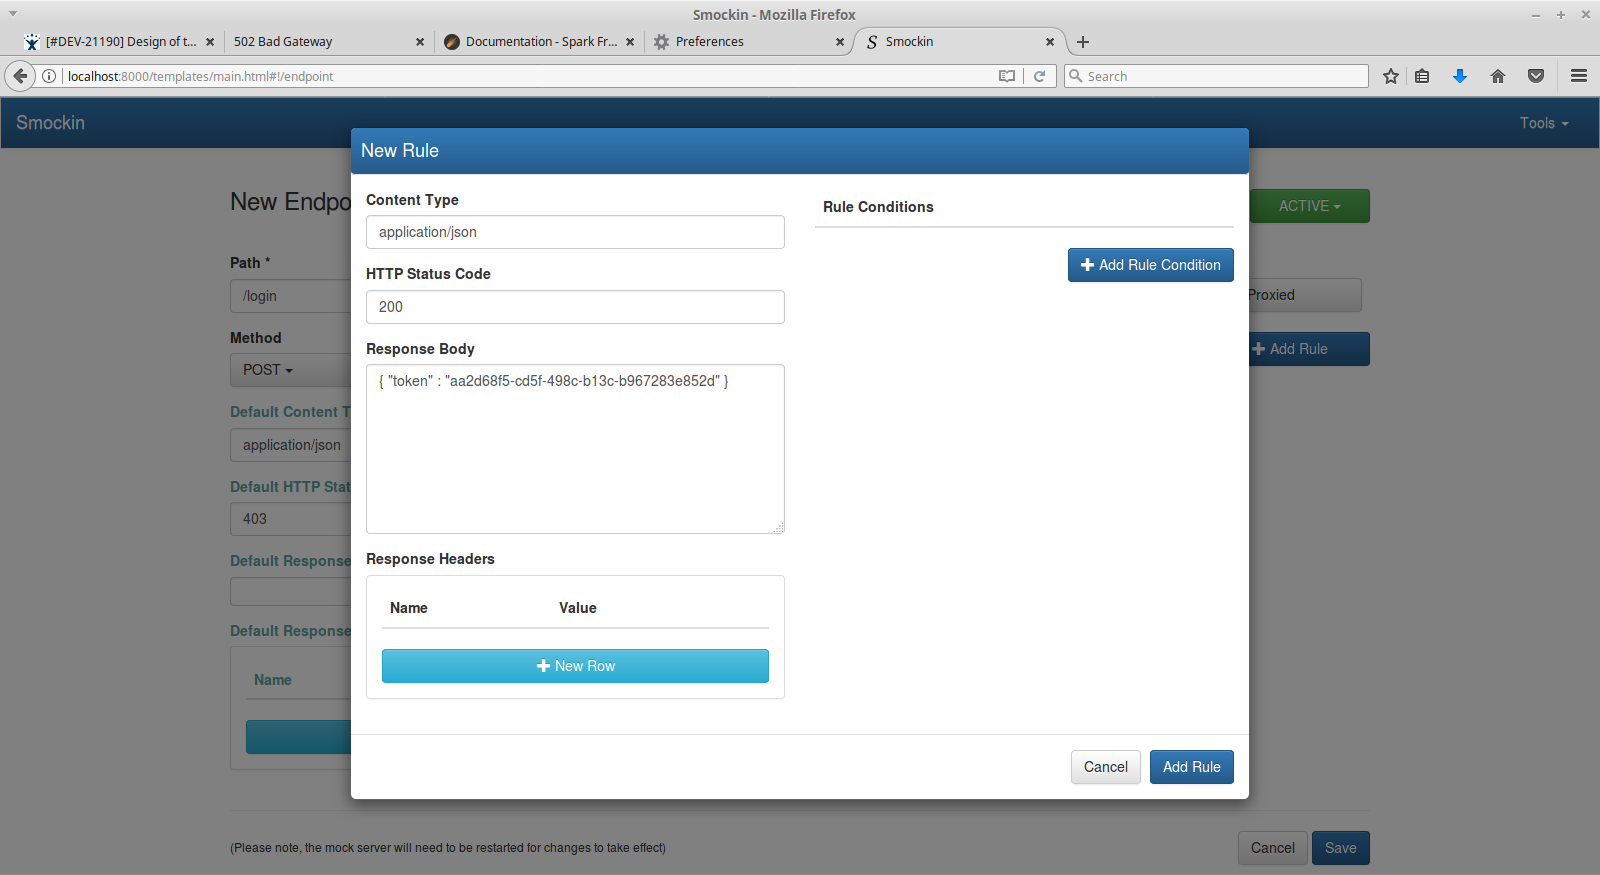 Smockin - Mozilla Firefox
[#DEV-21190] Design of t...
502 Bad Gateway
Documentation - Spark Fr...
Preferences
Smockin
localhost:8000/templates/main.html#!/endpoint
Search
Smockin
Tools
New Endpo
ACTIVE
Path *
/login
Proxied
Method
POST
Add Rule
Default Content T
application/json
Default HTTP Stat
403
Default Response
Default Response
Name
New Rule
Content Type
application/json
HTTP Status Code
200
Response Body
{ "token" : "aa2d68f5-cd5f-498c-b13c-b967283e852d" }
Response Headers
Name Value
New Row
Rule Conditions
Add Rule Condition
Cancel
Add Rule
(Please note, the mock server will need to be restarted for changes to take effect)
Cancel
Save